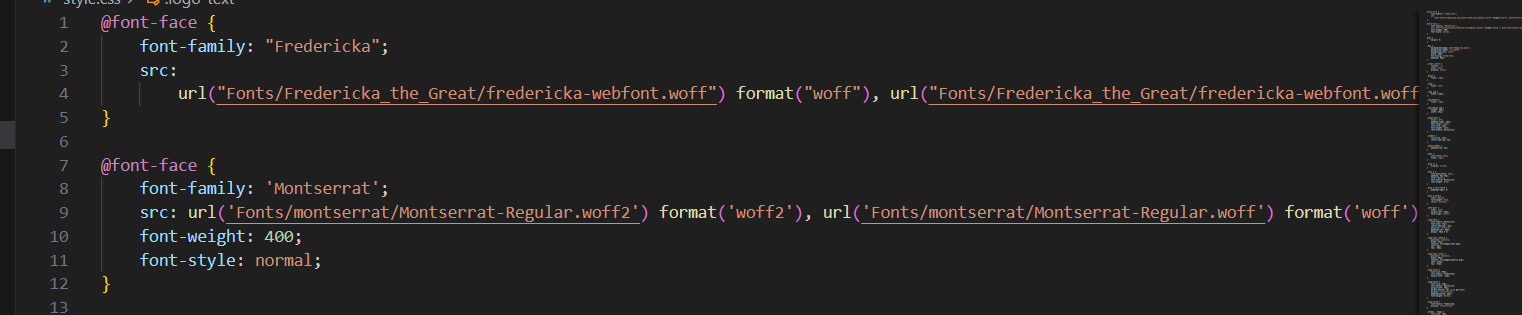 style.css > .logo-text
1 @font-face {
2 font-family: "Fredericka";
3 src:
4 url("Fonts/Fredericka_the_Great/fredericka-webfont.woff") format("woff"), url("Fonts/Fredericka_the_Great/fredericka-webfont.woff
5 }
6
7 @font-face {
8 font-family: 'Montserrat';
9 src: url('Fonts/montserrat/Montserrat-Regular.woff2') format('woff2'), url('Fonts/montserrat/Montserrat-Regular.woff') format('woff')
10 font-weight: 400;
11 font-style: normal;
12 }
13